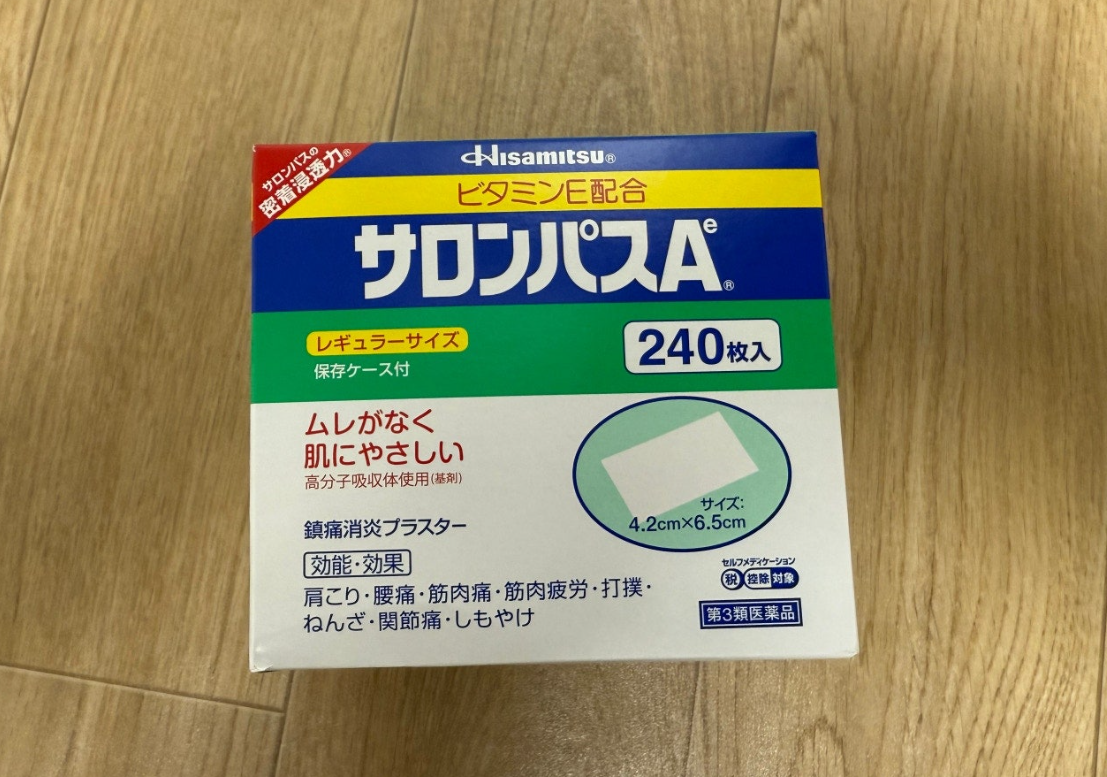 サロンパスの
密着浸透力®
Hisamitsu®
ビタミンE配合
サロンパスAe®
レギュラーサイズ
保存ケース付
240枚入
ムレがなく
肌にやさしい
高分子吸収体使用(基剤)
サイズ:
4.2cm×6.5cm
鎮痛消炎プラスター
効能・効果
肩こり・腰痛・筋肉痛・筋肉疲労・打撲・
ねんざ・関節痛・しもやけ
セルフメディケーション
税 控除 対象
第3類医薬品